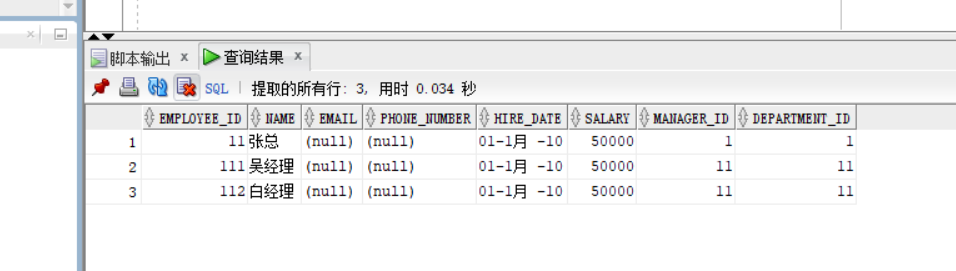 脚本输出 x 查询结果 x
SQL | 提取的所有行: 3, 用时 0.034 秒
EMPLOYEE_ID NAME EMAIL PHONE_NUMBER HIRE_DATE SALARY MANAGER_ID DEPARTMENT_ID
1 11 张总 (null) (null) 01-1月 -10 50000 1 1
2 111 吴经理 (null) (null) 01-1月 -10 50000 11 11
3 112 白经理 (null) (null) 01-1月 -10 50000 11 11